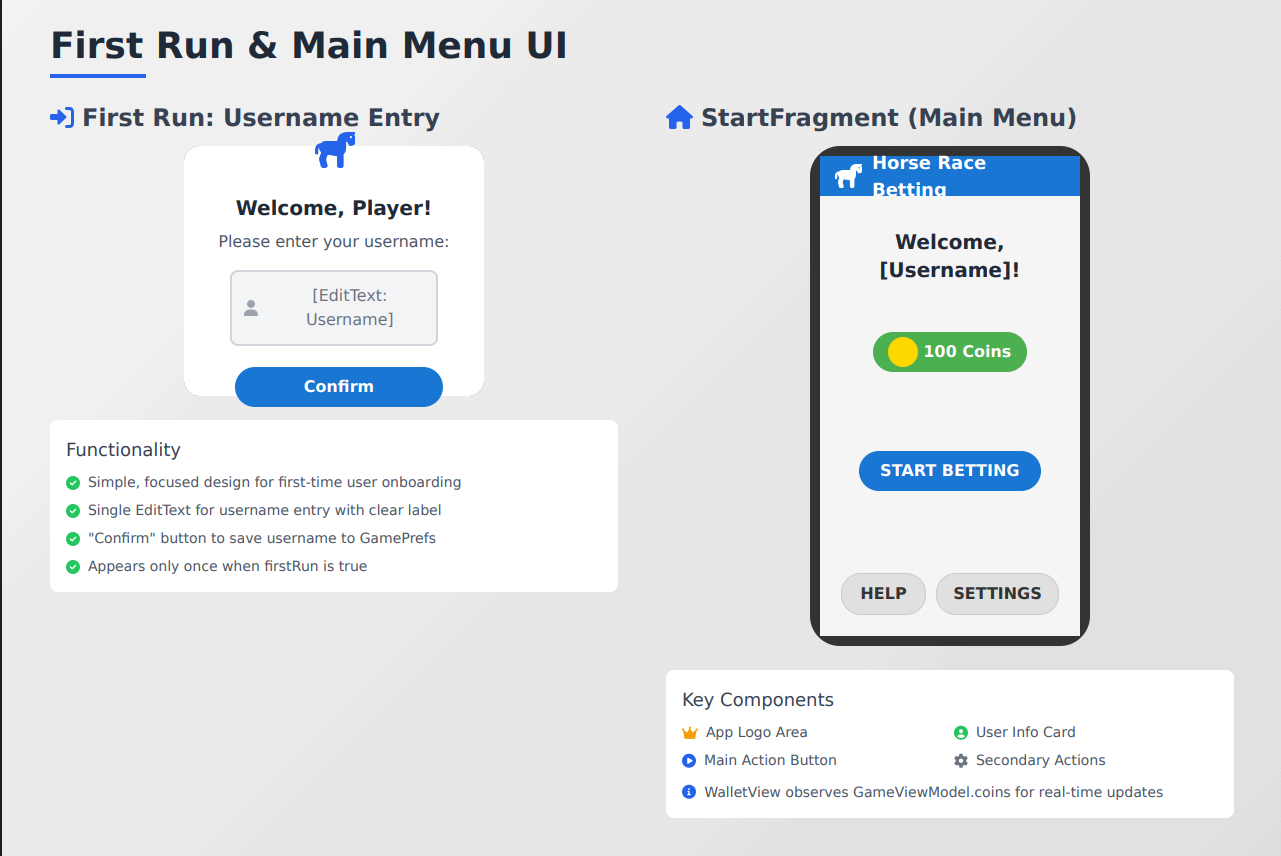 First Run & Main Menu UI
First Run: Username Entry
Welcome, Player!
Please enter your username:
[EditText:
Username]
Confirm
Functionality
Simple, focused design for first-time user onboarding
Single EditText for username entry with clear label
"Confirm" button to save username to GamePrefs
Appears only once when firstRun is true
StartFragment (Main Menu)
Horse Race
Betting
Welcome,
[Username]!
100 Coins
START BETTING
HELP SETTINGS
Key Components
App Logo Area User Info Card
Main Action Button Secondary Actions
WalletView observes GameViewModel.coins for real-time updates